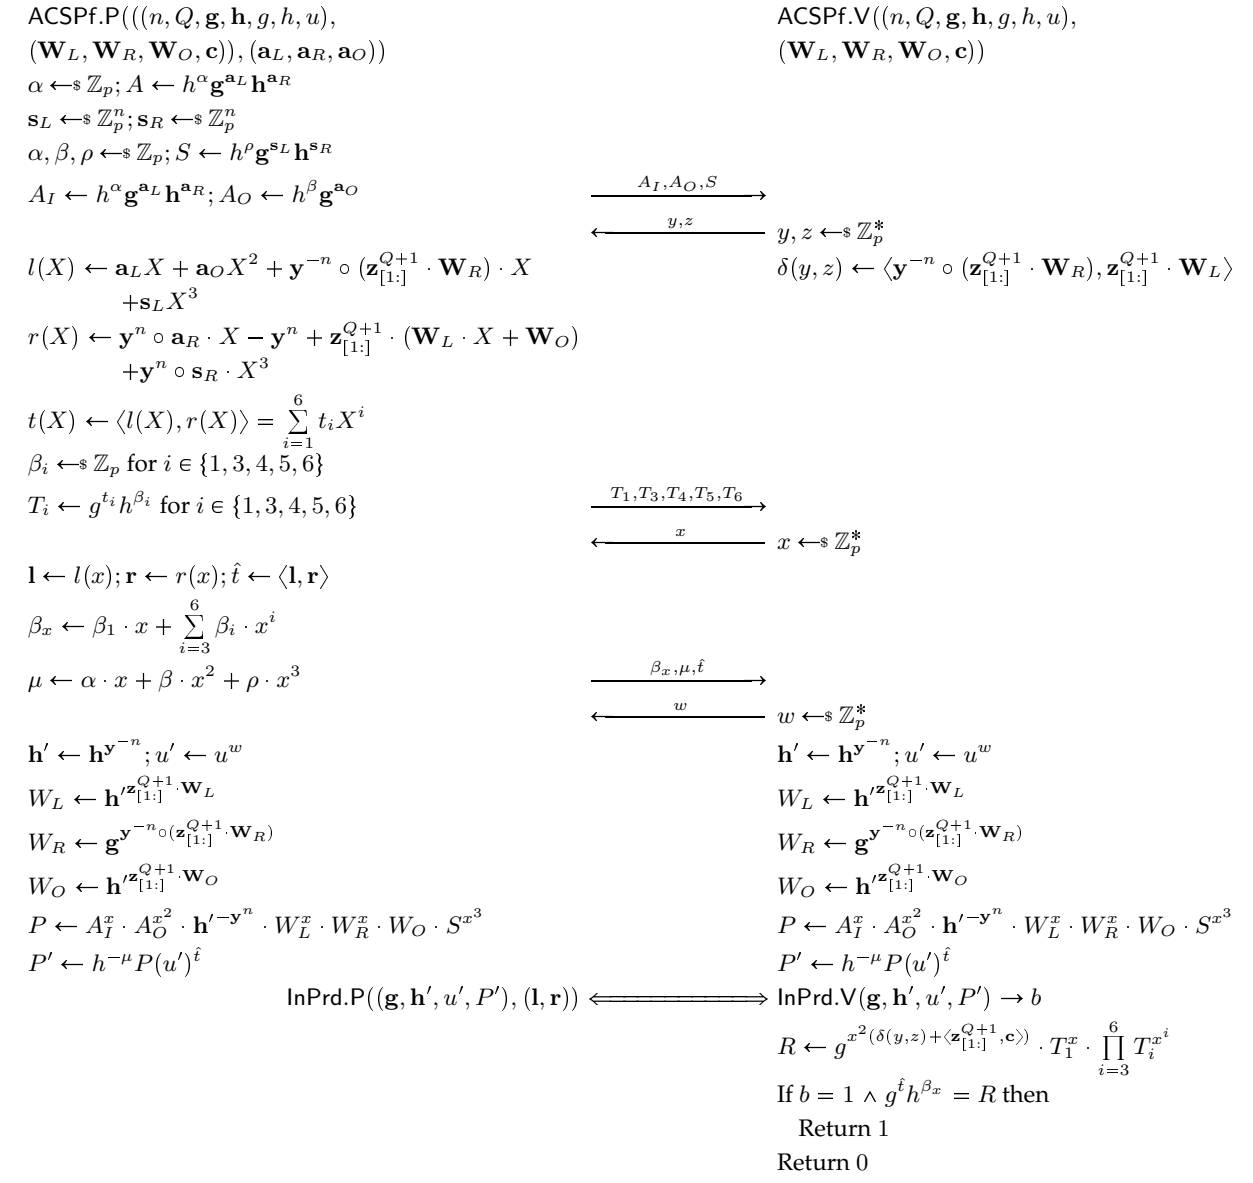 ACSPf.P(((n, Q, 𝐠, 𝐡, g, h, u), ACSPf.V((n, Q, 𝐠, 𝐡, g, h, u),
(𝐖_L, 𝐖_R, 𝐖_O, 𝐜)), (𝐚_L, 𝐚_R, 𝐚_O)) (𝐖_L, 𝐖_R, 𝐖_O, 𝐜))
α ←$ ℤ_p; A ← h^α 𝐠^{𝐚_L} 𝐡^{𝐚_R}
𝐬_L ←$ ℤ_p^n; 𝐬_R ←$ ℤ_p^n
α, β, ρ ←$ ℤ_p; S ← h^ρ 𝐠^{𝐬_L} 𝐡^{𝐬_R}
A_I ← h^α 𝐠^{𝐚_L} 𝐡^{𝐚_R}; A_O ← h^β 𝐠^{𝐚_O} A_I,A_O,S
y,z y, z ←$ ℤ_p^*
l(X) ← 𝐚_L X + 𝐚_O X^2 + 𝐲^{-n} ∘ (𝐳_{[1:]}^{Q+1} · 𝐖_R) · X δ(y, z) ← ⟨𝐲^{-n} ∘ (𝐳_{[1:]}^{Q+1} · 𝐖_R), 𝐳_{[1:]}^{Q+1} · 𝐖_L⟩
+𝐬_L X^3
r(X) ← 𝐲^n ∘ 𝐚_R · X − 𝐲^n + 𝐳_{[1:]}^{Q+1} · (𝐖_L · X + 𝐖_O)
+𝐲^n ∘ 𝐬_R · X^3
t(X) ← ⟨l(X), r(X)⟩ = ∑_{i=1}^{6} t_i X^i
β_i ←$ ℤ_p for i ∈ {1, 3, 4, 5, 6}
T_i ← g^{t_i} h^{β_i} for i ∈ {1, 3, 4, 5, 6} T_1,T_3,T_4,T_5,T_6
x x ←$ ℤ_p^*
𝐥 ← l(x); 𝐫 ← r(x); t̂ ← ⟨𝐥, 𝐫⟩
β_x ← β_1 · x + ∑_{i=3}^{6} β_i · x^i
μ ← α · x + β · x^2 + ρ · x^3 β_x,μ,t̂
w w ←$ ℤ_p^*
𝐡′ ← 𝐡^{𝐲^{-n}}; u′ ← u^w 𝐡′ ← 𝐡^{𝐲^{-n}}; u′ ← u^w
W_L ← 𝐡′^{𝐳_{[1:]}^{Q+1}·𝐖_L} W_L ← 𝐡′^{𝐳_{[1:]}^{Q+1}·𝐖_L}
W_R ← 𝐠^{𝐲^{-n}∘(𝐳_{[1:]}^{Q+1}·𝐖_R)} W_R ← 𝐠^{𝐲^{-n}∘(𝐳_{[1:]}^{Q+1}·𝐖_R)}
W_O ← 𝐡′^{𝐳_{[1:]}^{Q+1}·𝐖_O} W_O ← 𝐡′^{𝐳_{[1:]}^{Q+1}·𝐖_O}
P ← A_I^x · A_O^{x^2} · 𝐡′^{-𝐲^n} · W_L^x · W_R^x · W_O · S^{x^3} P ← A_I^x · A_O^{x^2} · 𝐡′^{-𝐲^n} · W_L^x · W_R^x · W_O · S^{x^3}
P′ ← h^{-μ} P(u′)^{t̂} P′ ← h^{-μ} P(u′)^{t̂}
InPrd.P((𝐠, 𝐡′, u′, P′), (𝐥, 𝐫)) ⟺ InPrd.V(𝐠, 𝐡′, u′, P′) → b
R ← g^{x^2(δ(y,z)+⟨𝐳_{[1:]}^{Q+1},𝐜⟩)} · T_1^x · ∏_{i=3}^{6} T_i^{x^i}
If b = 1 ∧ g^{t̂} h^{β_x} = R then
Return 1
Return 0